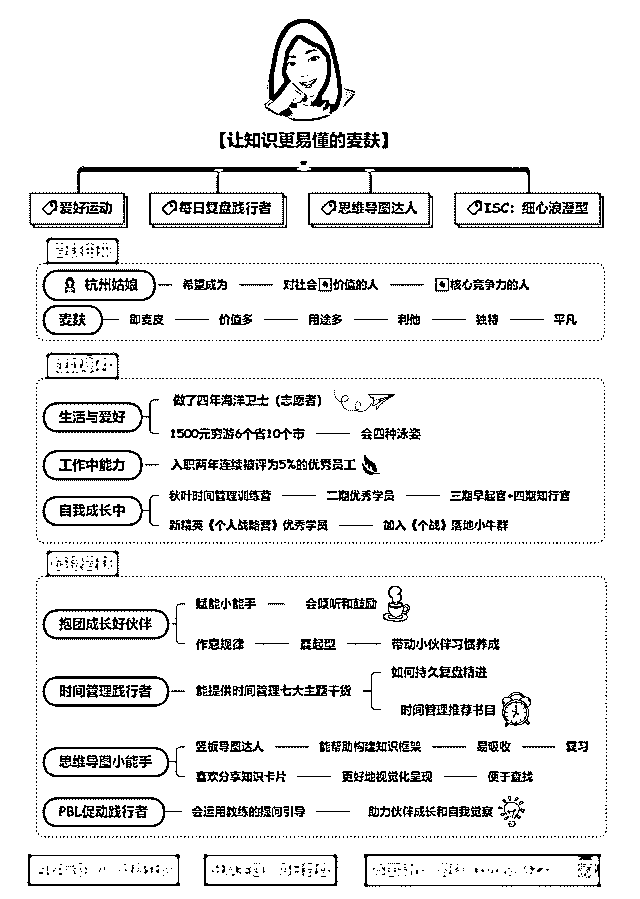 【让知识更易懂的麦麸】
爱好运动 每日复盘践行者 思维导图达人 LSC：细心浪漫型
杭州姑娘 希望成为 对社会有价值的人 有核心竞争力的人
麦麸 即麦皮 价值多 用途多 利他 独特 平凡
做了四年海洋卫士（志愿者）
生活与爱好
1500元穷游6个省10个市 会四种泳姿
工作中能力 入职两年连续被评为5%的优秀员工
秋叶时间管理训练营 二期优秀学员 三期早起官+四期知行官
自我成长中
新精英《个人战略营》优秀学员 加入《个战》落地小牛群
赋能小能手 会倾听和鼓励
抱团成长好伙伴
作息规律 晨起型 带动小伙伴习惯养成
如何持久复盘精进
时间管理践行者 能提供时间管理七大主题干货
时间管理推荐书目
竖版导图达人 能帮助构建知识框架 易吸收 复习
思维导图小能手
喜欢分享知识卡片 更好地视觉化呈现 便于查找
PBL促动践行者 会运用教练的提问引导 助力伙伴成长和自我觉察